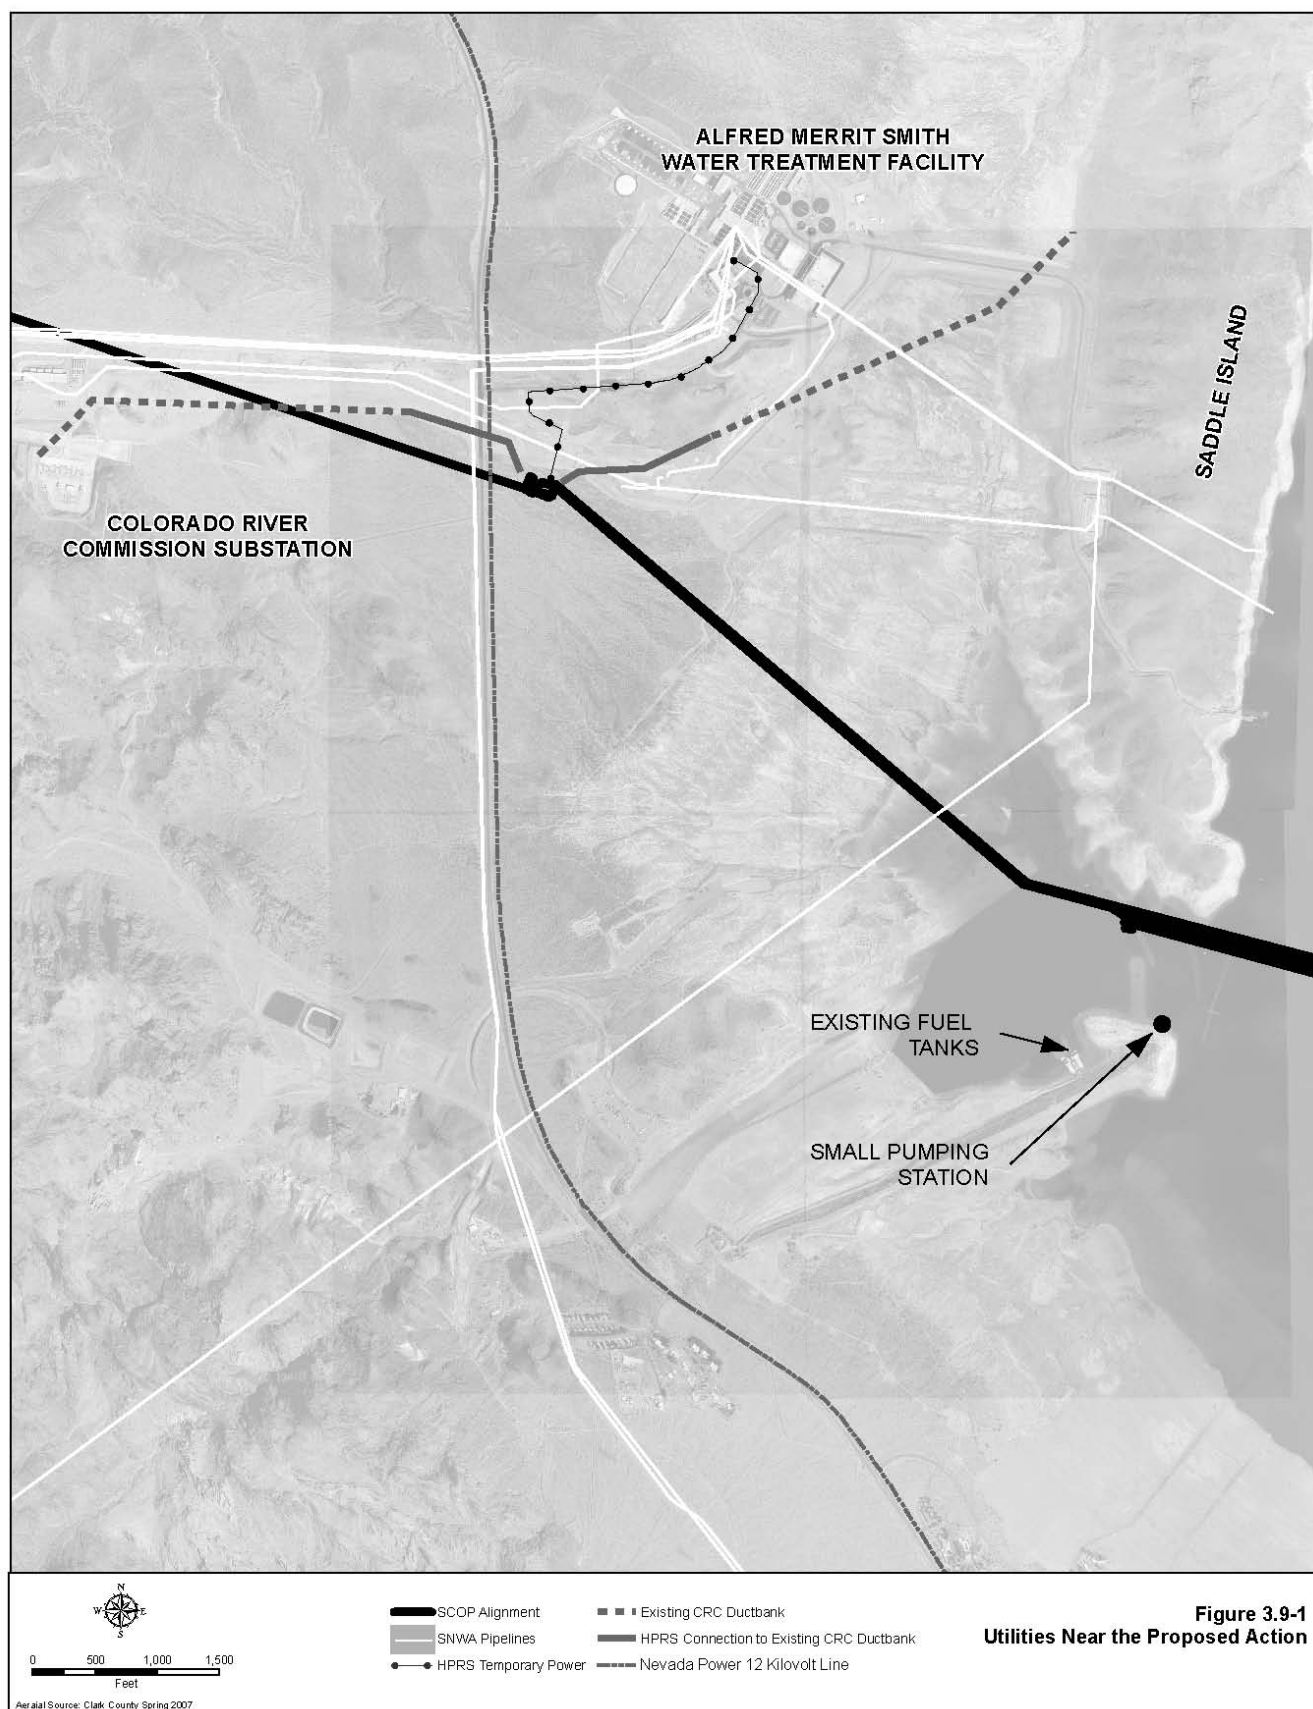 ALFRED MERRIT SMITH
WATER TREATMENT FACILITY
SADDLE ISLAND
COLORADO RIVER
COMMISSION SUBSTATION
EXISTING FUEL
TANKS
SMALL PUMPING
STATION
N
W E
S
0 500 1,000 1,500
Feet
Aeraial Source: Clark County Spring 2007
SCOP Alignment
SNWA Pipelines
HPRS Temporary Power
Existing CRC Ductbank
HPRS Connection to Existing CRC Ductbank
Nevada Power 12 Kilovolt Line
Figure 3.9-1
Utilities Near the Proposed Action